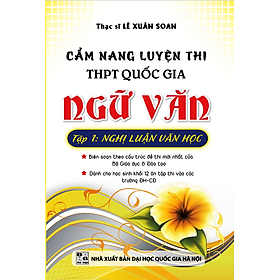 Thạc sĩ LÊ XUÂN SOAN
CẨM NANG LUYỆN THI
THPT QUỐC GIA
NGỮ VĂN
Tập 1: NGHỊ LUẬN VĂN HỌC
Biên soạn theo cấu trúc đề thi mới nhất của
Bộ Giáo dục & Đào tạo
Dành cho học sinh khối 12 ôn tập thi vào các
trường ĐH-CĐ
NHÀ XUẤT BẢN ĐẠI HỌC QUỐC GIA HÀ NỘI